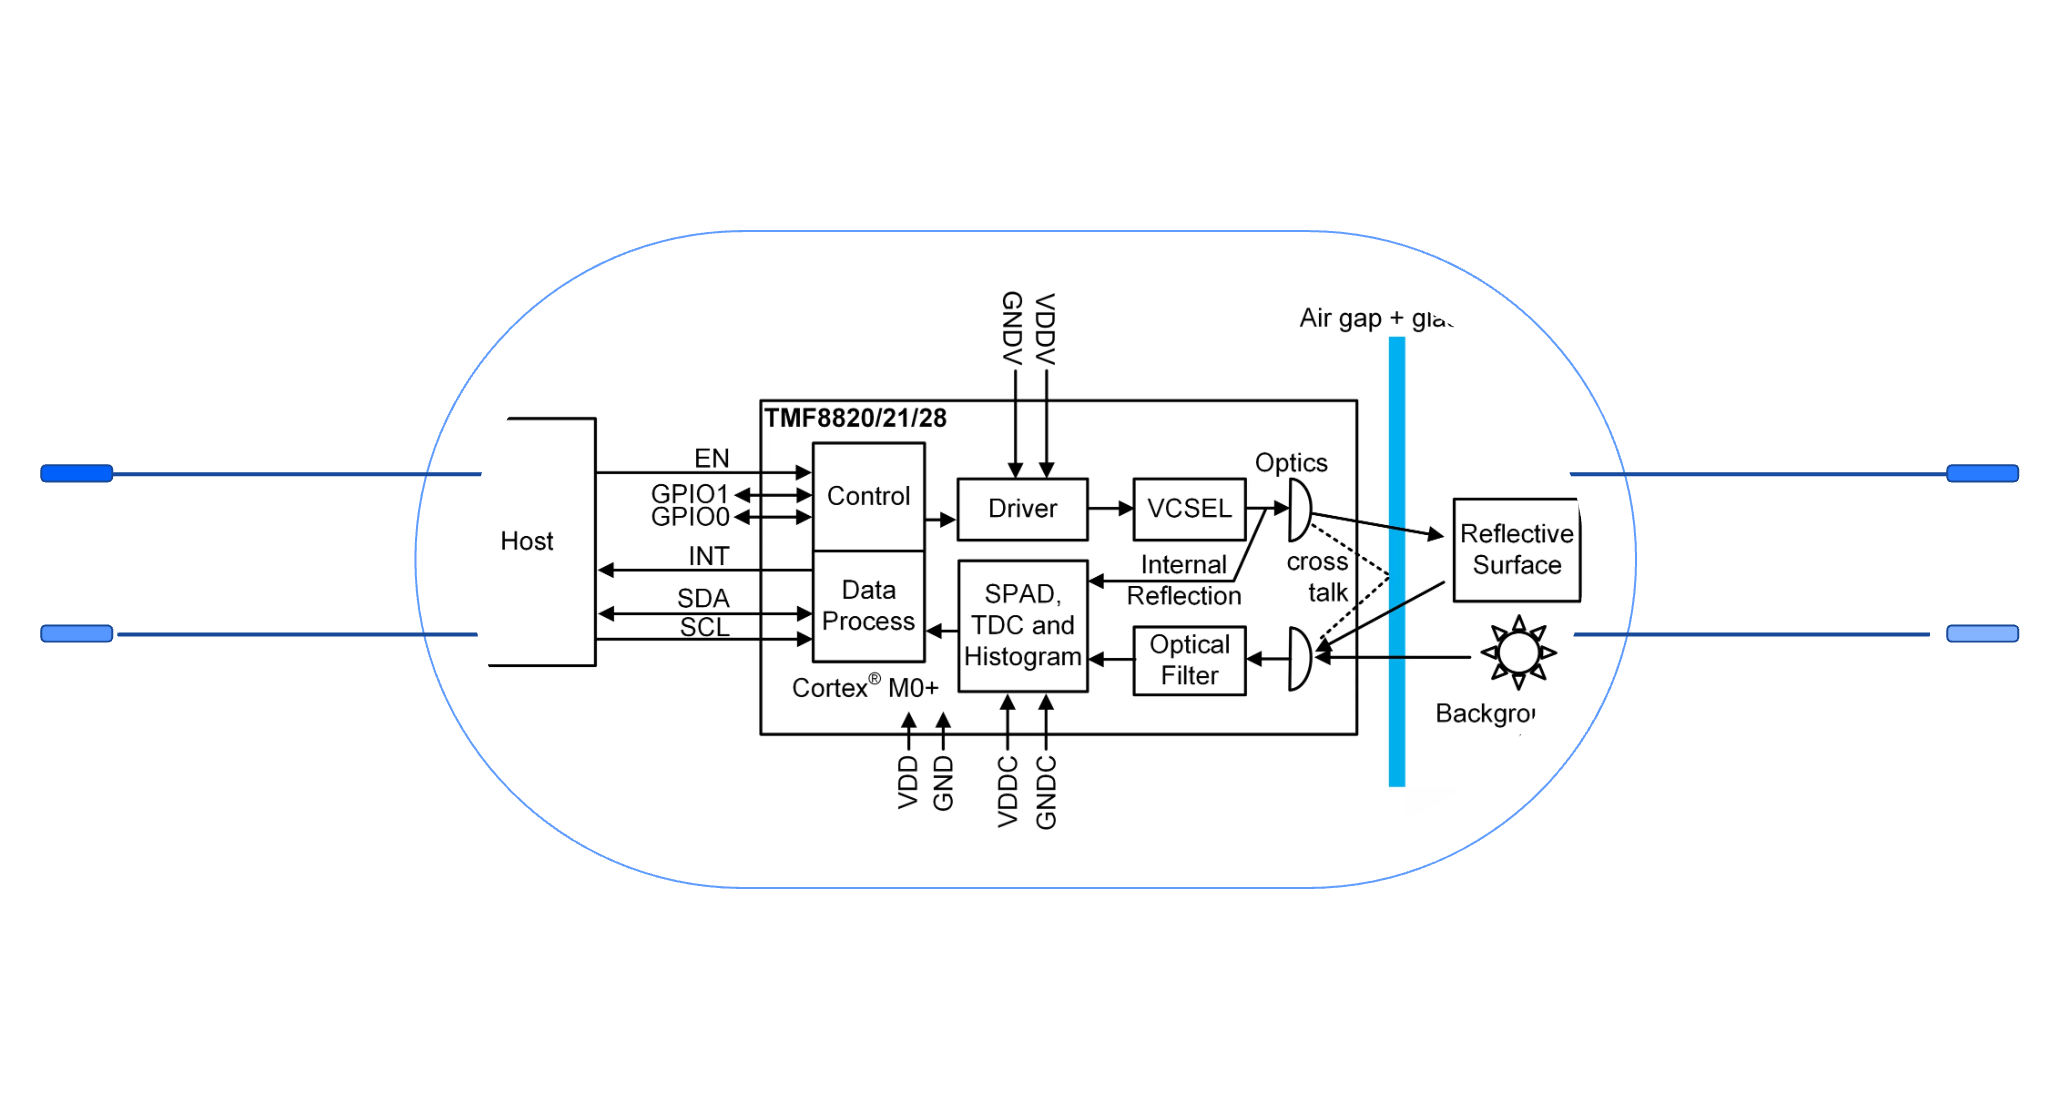 GNDV
VDDV
Air gap +
TMF8820/21/28
EN
GPIO1
GPIO0
INT
SDA
SCL
Host
Control
Data
Process
Cortex® M0+
Driver
VCSEL
Optics
Internal
Reflection
cross
talk
SPAD,
TDC and
Histogram
Optical
Filter
Reflective
Surface
VDD
GND
VDDC
GNDC